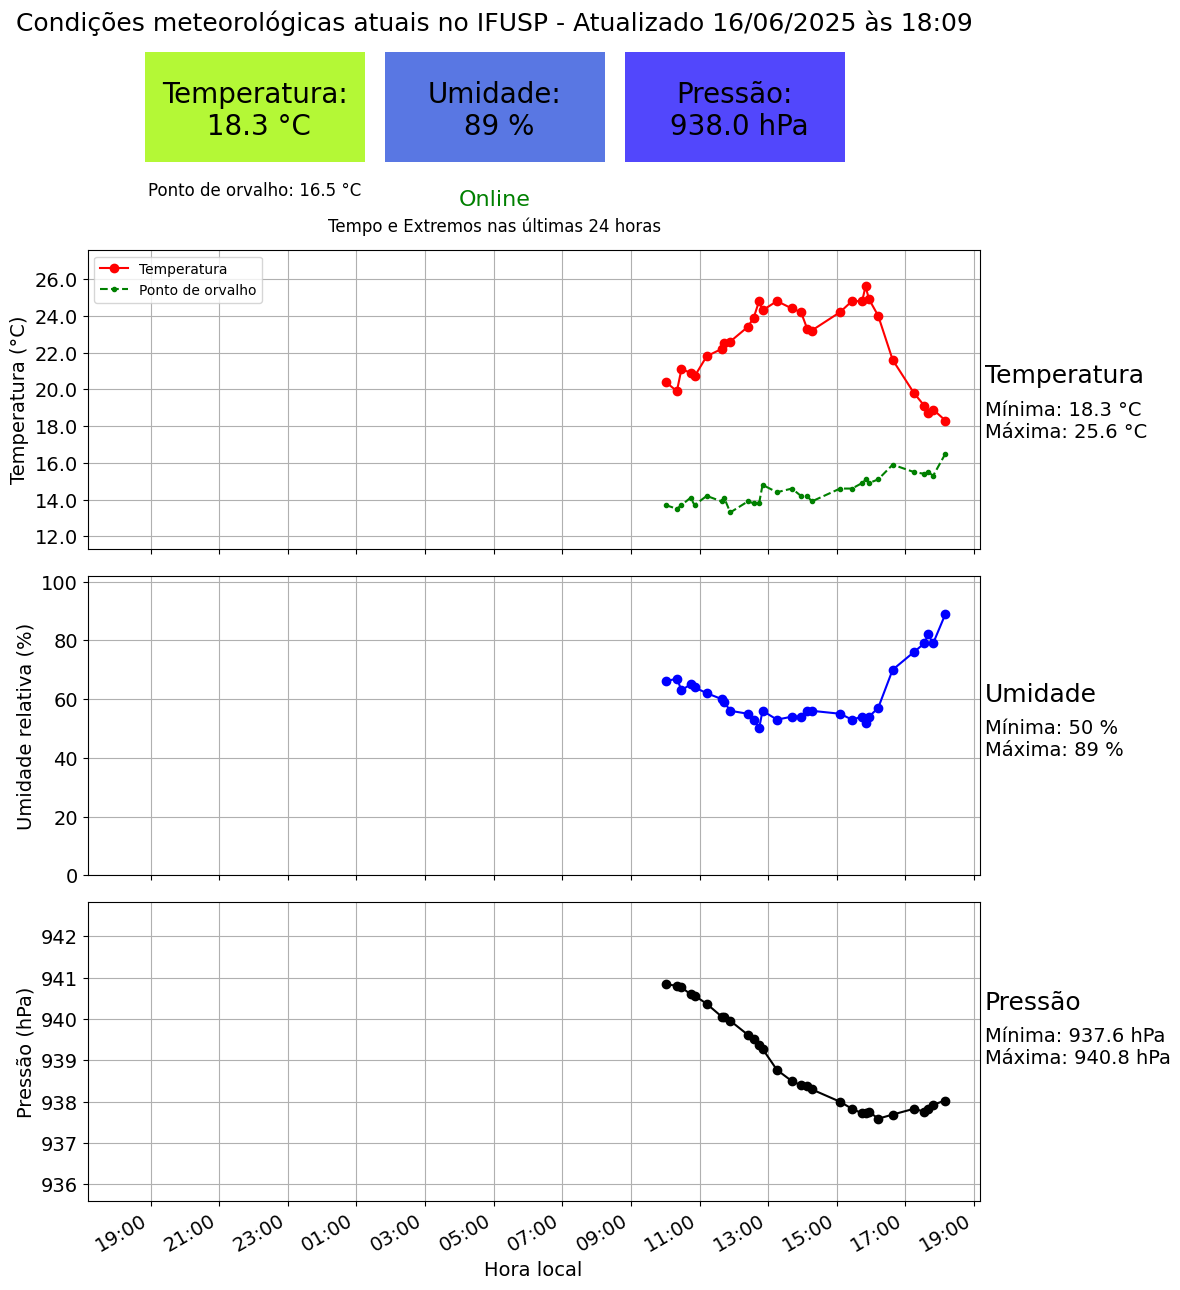 Condições meteorológicas atuais no IFUSP - Atualizado 16/06/2025 às 18:09
Temperatura:
18.3 °C
Umidade:
89 %
Pressão:
938.0 hPa
Ponto de orvalho: 16.5 °C
Online
Tempo e Extremos nas últimas 24 horas
Temperatura
Ponto de orvalho
Temperatura (°C)
26.0
24.0
22.0
20.0
18.0
16.0
14.0
12.0
Temperatura
Mínima: 18.3 °C
Máxima: 25.6 °C
Umidade relativa (%)
100
80
60
40
20
0
Umidade
Mínima: 50 %
Máxima: 89 %
Pressão (hPa)
942
941
940
939
938
937
936
Pressão
Mínima: 937.6 hPa
Máxima: 940.8 hPa
19:00 21:00 23:00 01:00 03:00 05:00 07:00 09:00 11:00 13:00 15:00 17:00 19:00
Hora local